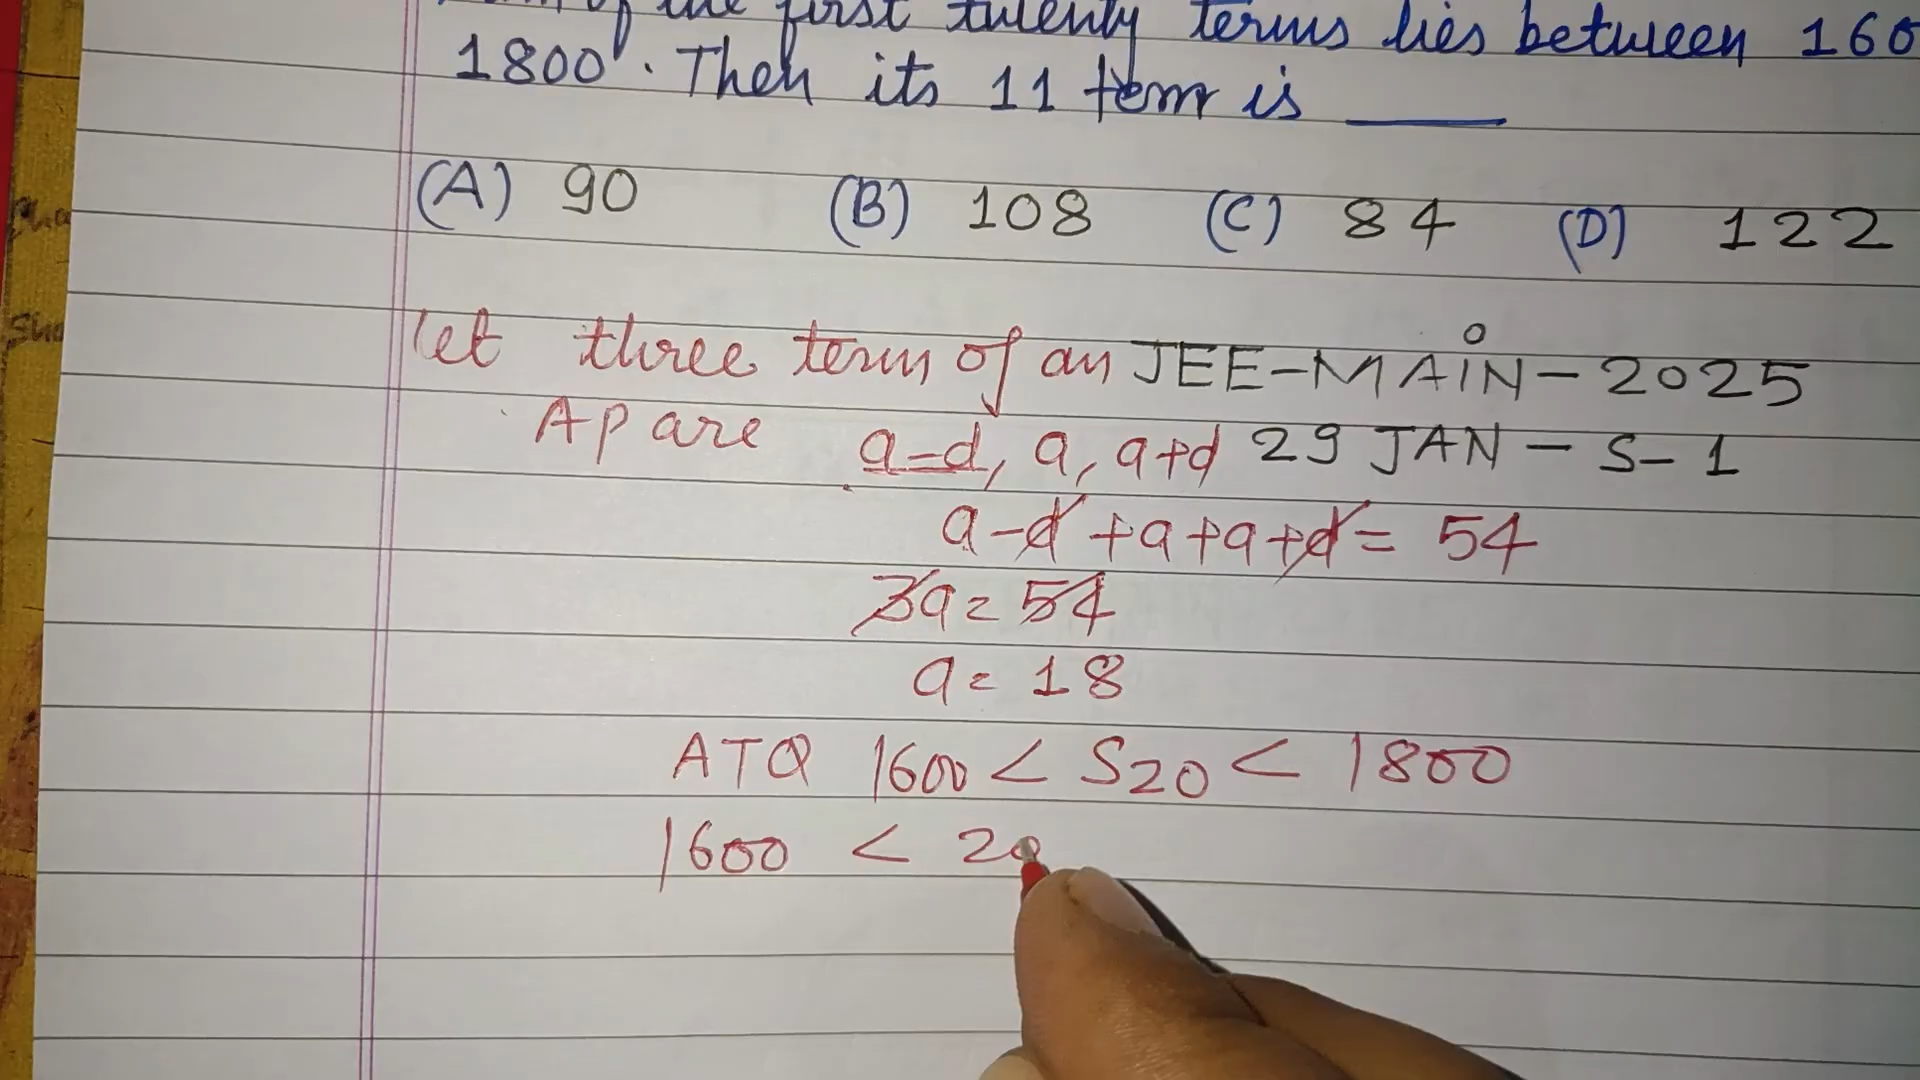 of the first twenty terms lies between 160
1800. Then its 11 term is ____
(A) 90 (B) 108 (C) 84 (D) 122
let three term of an JEE-MAIN-2025
AP are a-d, a, a+d 29 JAN - S-1
a-d+a+a+d = 54
3a = 54
a = 18
ATQ 1600 < S20 < 1800
1600 < 20